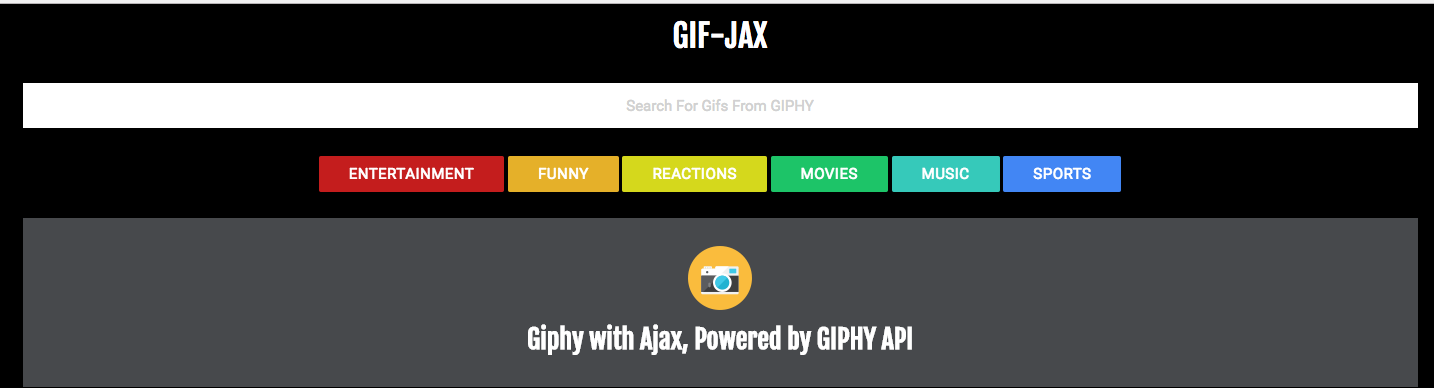 GIF-JAX
Search For Gifs From GIPHY
ENTERTAINMENT FUNNY REACTIONS MOVIES MUSIC SPORTS
Giphy with Ajax, Powered by GIPHY API